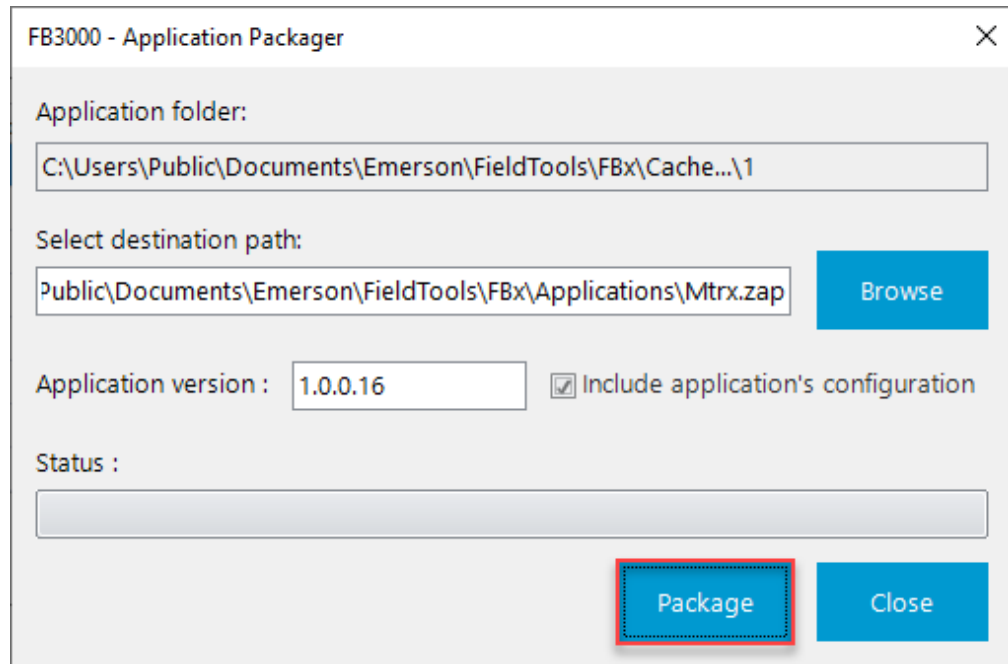 FB3000 - Application Packager
Application folder:
C:\Users\Public\Documents\Emerson\FieldTools\FBx\Cache...\1
Select destination path:
Public\Documents\Emerson\FieldTools\FBx\Applications\Mtrx.zap
Browse
Application version : 1.0.0.16 Include application's configuration
Status :
Package Close